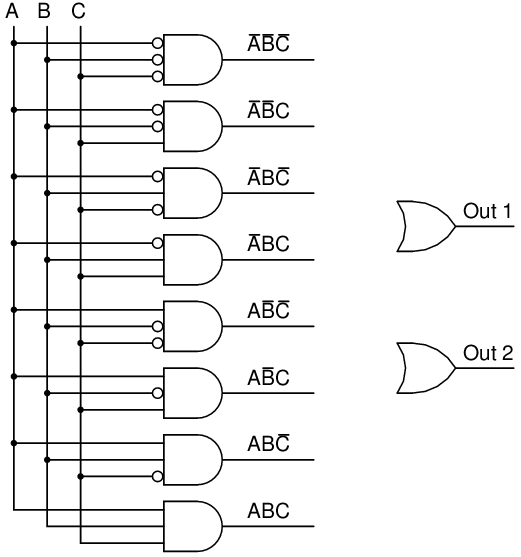 A B C
A̅B̅C̅
A̅B̅C
A̅BC̅
A̅BC
Out 1
AB̅C̅
Out 2
AB̅C
ABC̅
ABC